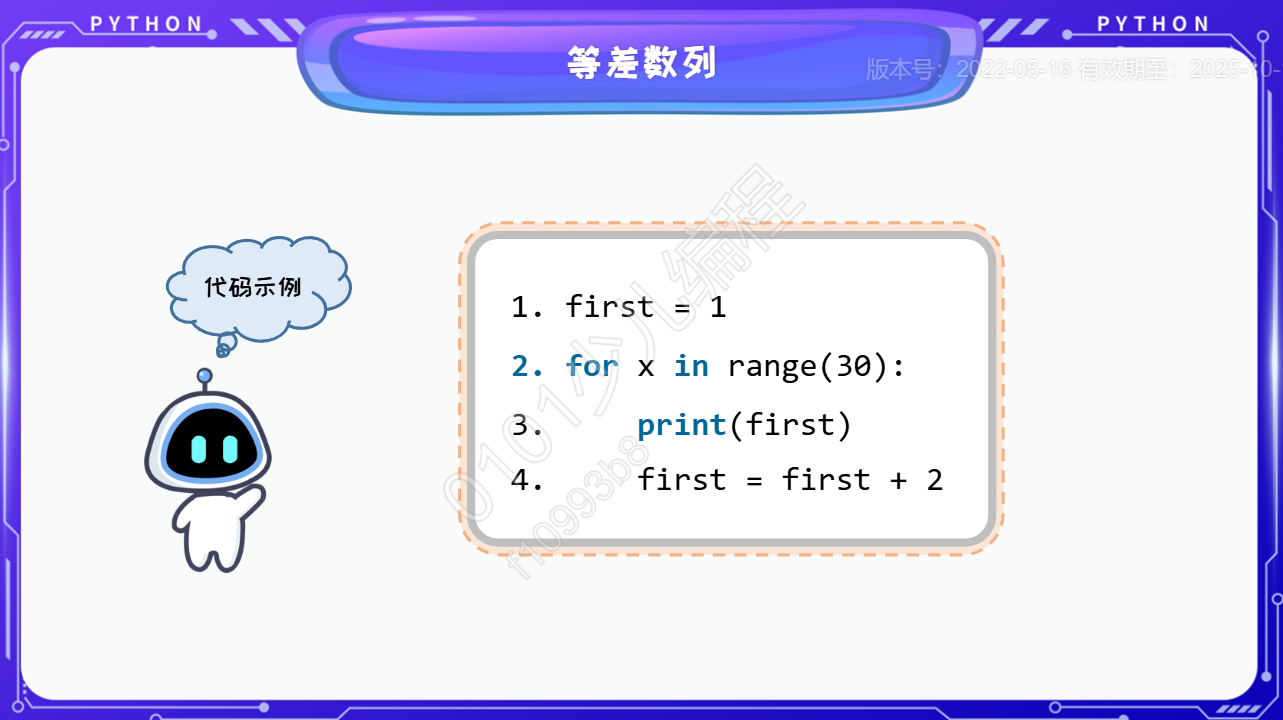 PYTHON
PYTHON
等差数列
版本号：2022-05-16 有效期至：2025-10-
代码示例
1. first = 1
2. for x in range(30):
3. print(first)
4. first = first + 2
0101少儿编程
f10993b8